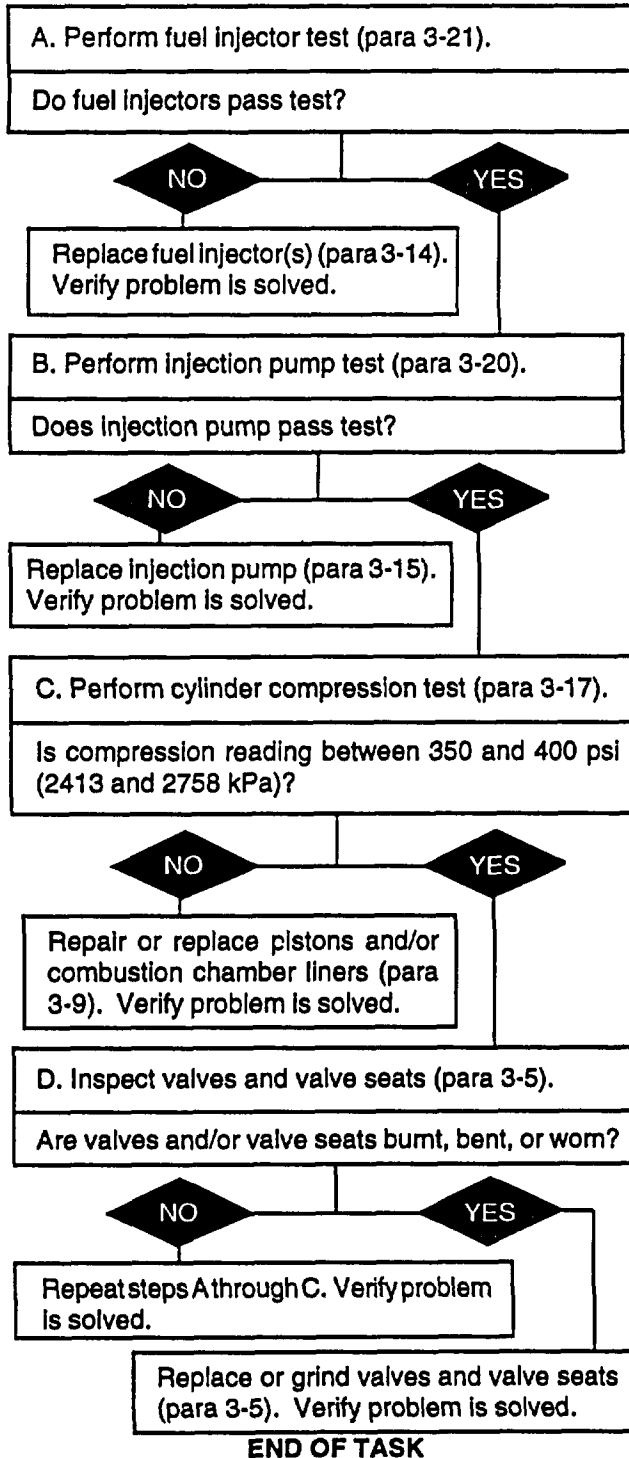 A. Perform fuel injector test (para 3-21).
Do fuel injectors pass test?
NO
YES
Replace fuel injector(s) (para 3-14).
Verify problem is solved.
B. Perform injection pump test (para 3-20).
Does injection pump pass test?
NO
YES
Replace injection pump (para 3-15).
Verify problem is solved.
C. Perform cylinder compression test (para 3-17).
Is compression reading between 350 and 400 psi
(2413 and 2758 kPa)?
NO
YES
Repair or replace pistons and/or
combustion chamber liners (para
3-9). Verify problem is solved.
D. Inspect valves and valve seats (para 3-5).
Are valves and/or valve seats burnt, bent, or worn?
NO
YES
Repeat steps A through C. Verify problem
is solved.
Replace or grind valves and valve seats
(para 3-5). Verify problem is solved.
END OF TASK